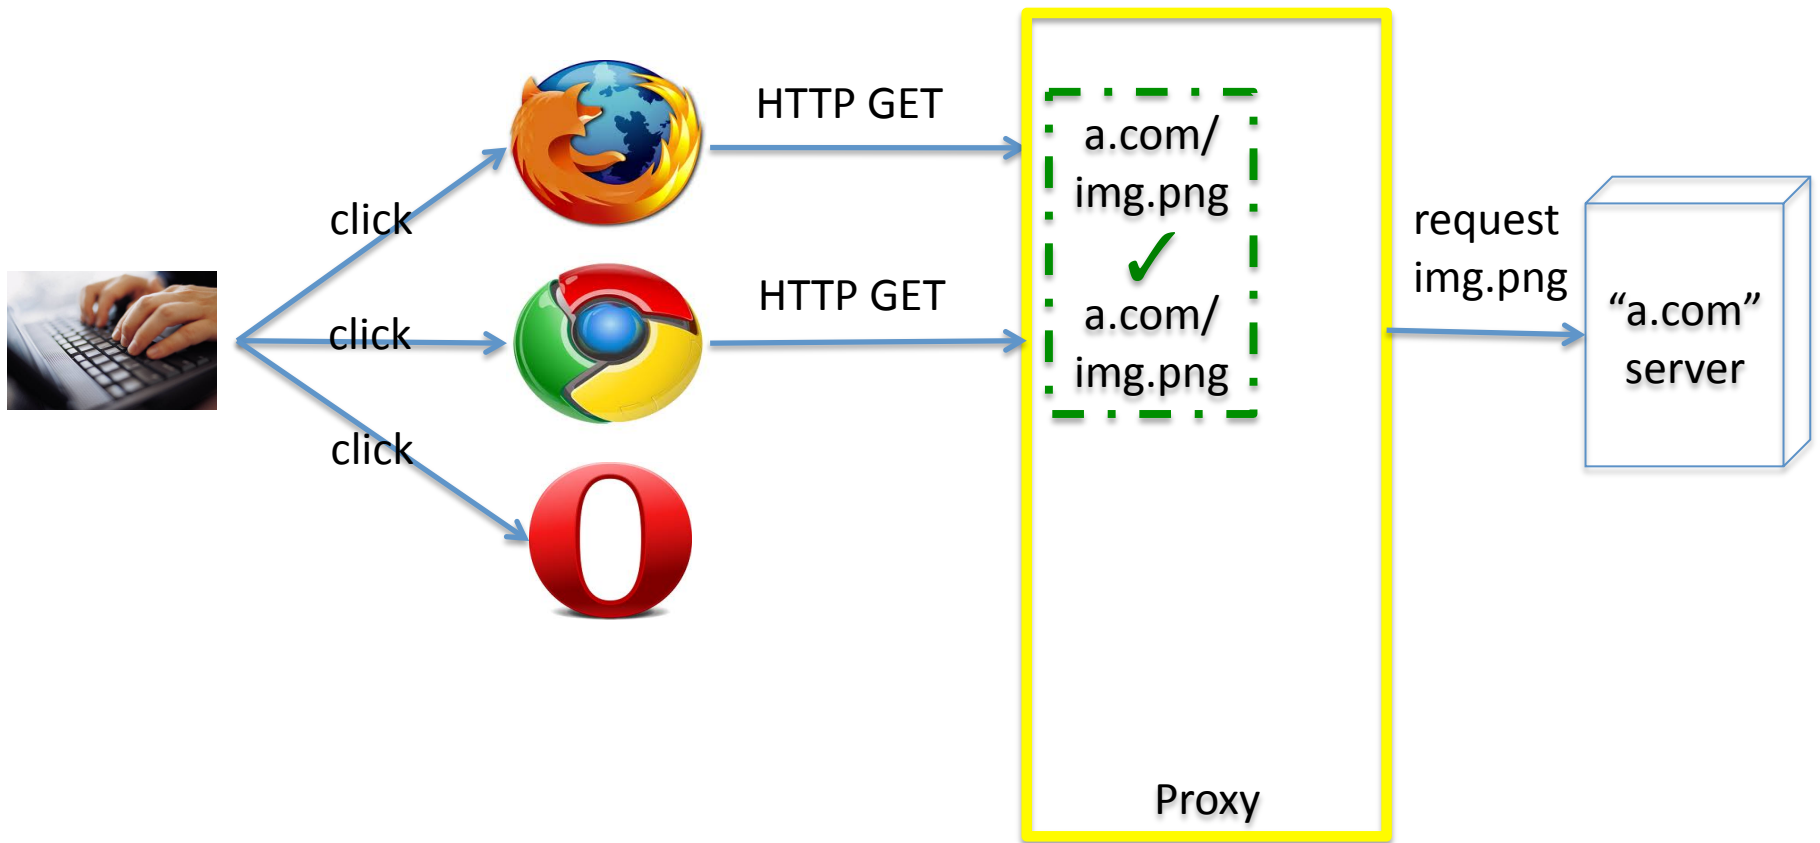 HTTP GET
a.com/
img.png
click
request
img.png
HTTP GET
a.com/
img.png
click
"a.com"
server
click
Proxy